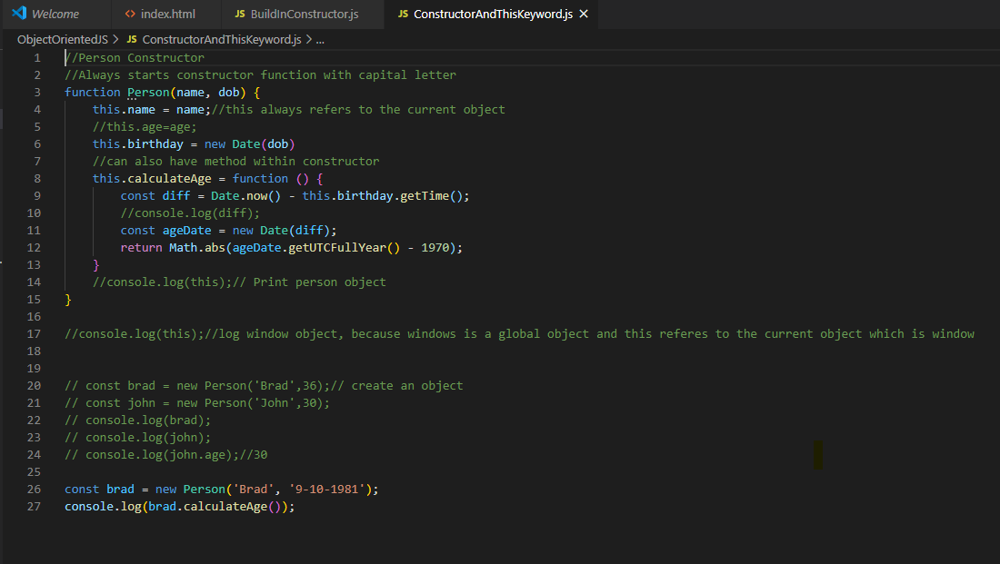 Welcome index.html JS BuildInConstructor.js JS ConstructorAndThisKeyword.js
ObjectOrientedJS > JS ConstructorAndThisKeyword.js > ...
1 //Person Constructor
2 //Always starts constructor function with capital letter
3 function Person(name, dob) {
4     this.name = name;//this always refers to the current object
5     //this.age=age;
6     this.birthday = new Date(dob)
7     //can also have method within constructor
8     this.calculateAge = function () {
9         const diff = Date.now() - this.birthday.getTime();
10         //console.log(diff);
11         const ageDate = new Date(diff);
12         return Math.abs(ageDate.getUTCFullYear() - 1970);
13     }
14     //console.log(this);// Print person object
15 }
16
17 //console.log(this);//log window object, because windows is a global object and this referes to the current object which is window
18
19
20 // const brad = new Person('Brad',36);// create an object
21 // const john = new Person('John',30);
22 // console.log(brad);
23 // console.log(john);
24 // console.log(john.age);//30
25
26 const brad = new Person('Brad', '9-10-1981');
27 console.log(brad.calculateAge());